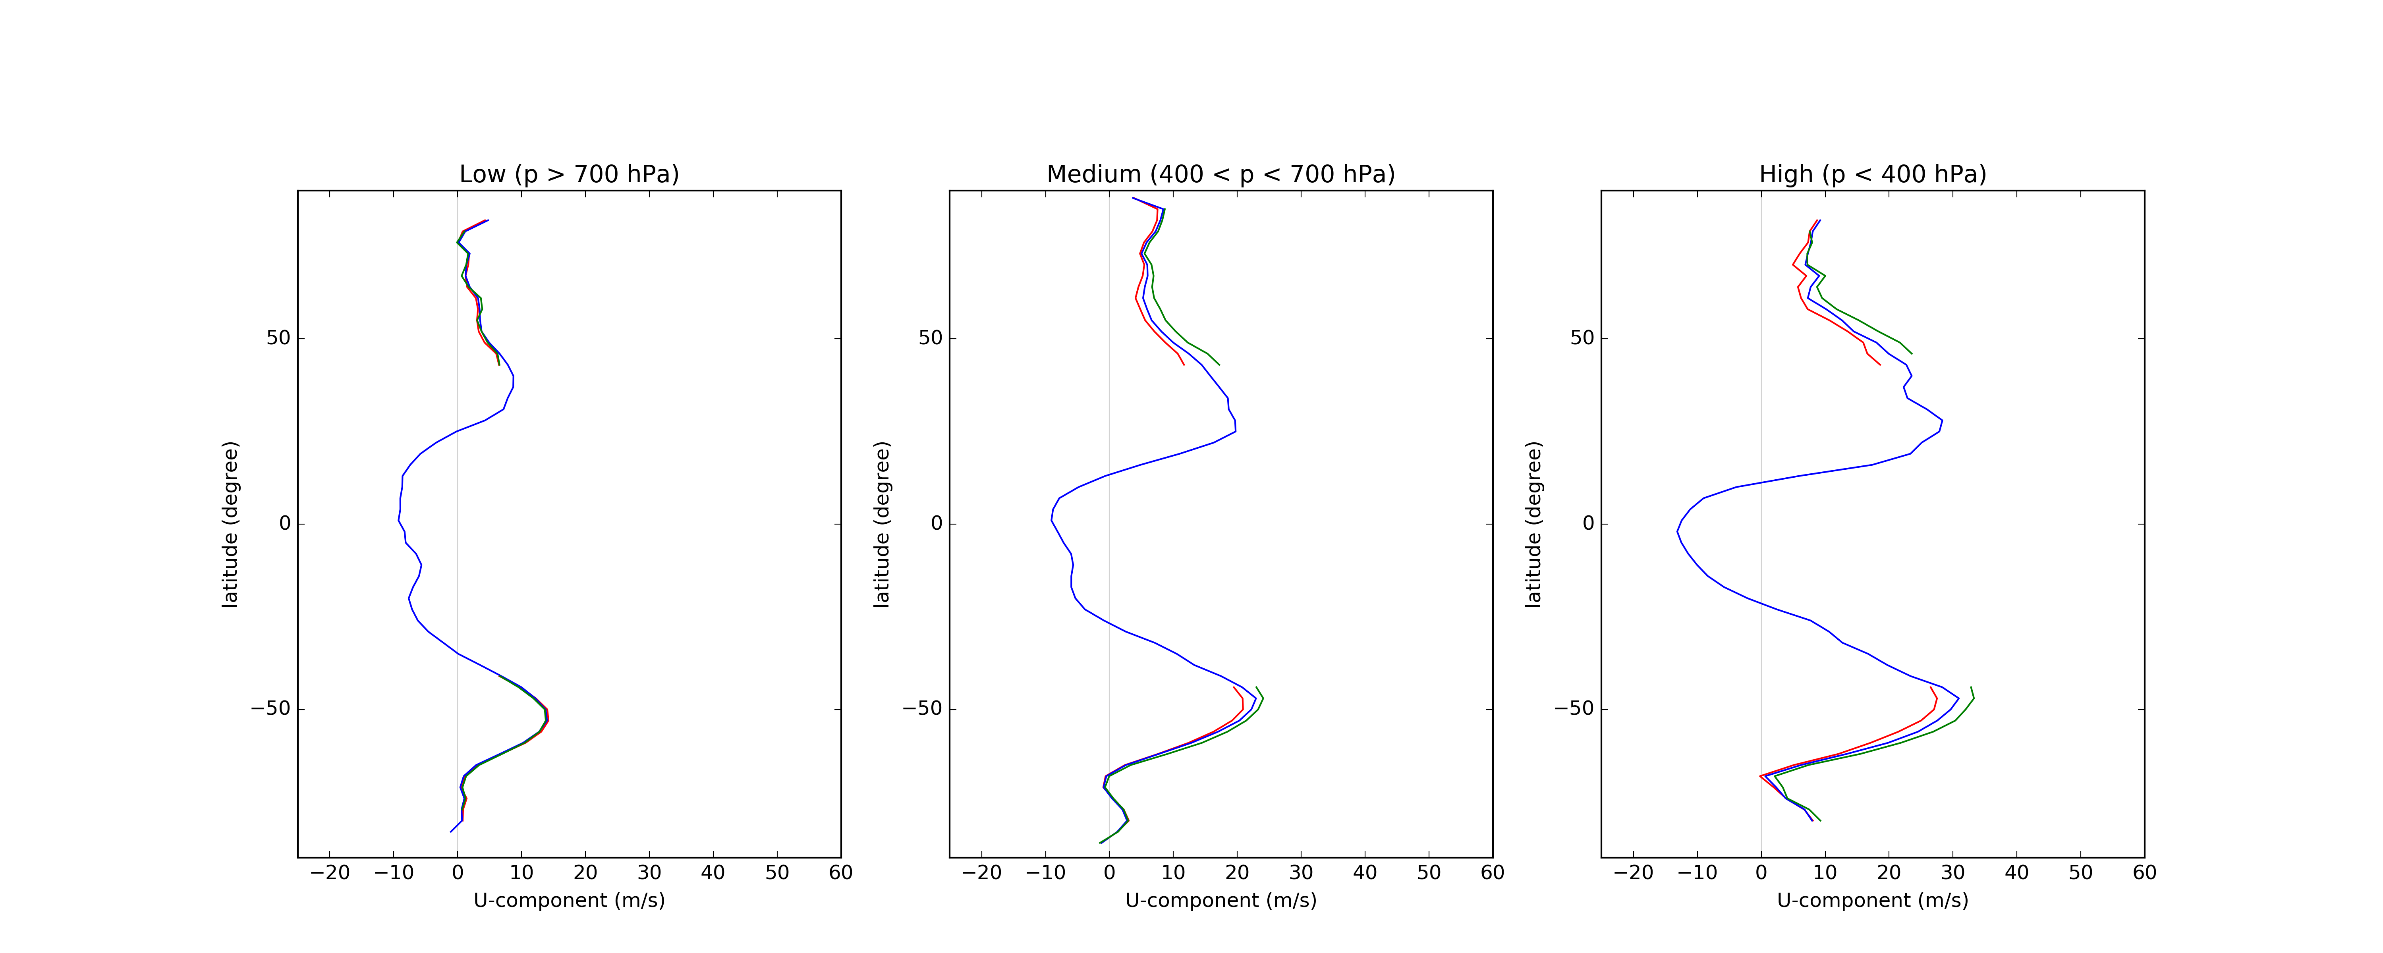 Low (p > 700 hPa)
50
0
−50
latitude (degree)
−20 −10 0 10 20 30 40 50 60
U-component (m/s)
Medium (400 < p < 700 hPa)
50
0
−50
latitude (degree)
−20 −10 0 10 20 30 40 50 60
U-component (m/s)
High (p < 400 hPa)
50
0
−50
latitude (degree)
−20 −10 0 10 20 30 40 50 60
U-component (m/s)